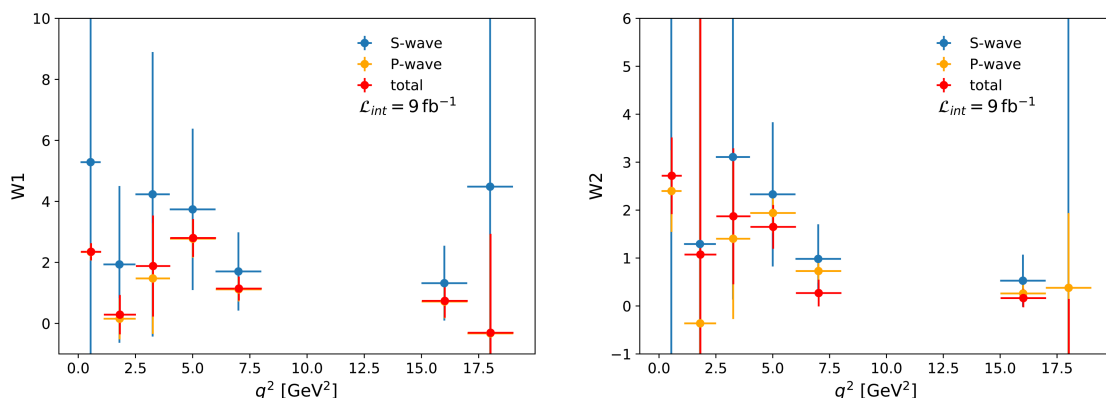 10
8
6
4
2
0
W1
0.0 2.5 5.0 7.5 10.0 12.5 15.0 17.5
q² [GeV²]
S-wave
P-wave
total
ℒint = 9 fb⁻¹
6
5
4
3
2
1
0
−1
W2
0.0 2.5 5.0 7.5 10.0 12.5 15.0 17.5
q² [GeV²]
S-wave
P-wave
total
ℒint = 9 fb⁻¹